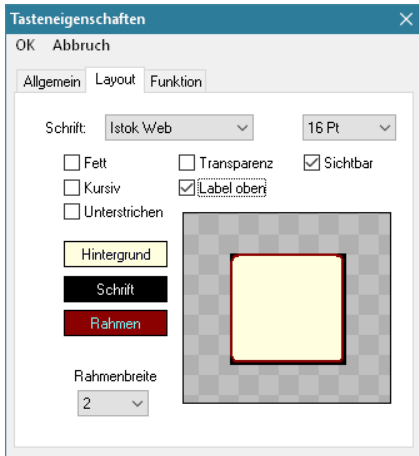 Tasteneigenschaften
OK Abbruch
Allgemein Layout Funktion
Schrift: Istok Web 16 Pt
Fett Transparenz Sichtbar
Kursiv Label oben
Unterstrichen
Hintergrund
Schrift
Rahmen
Rahmenbreite
2